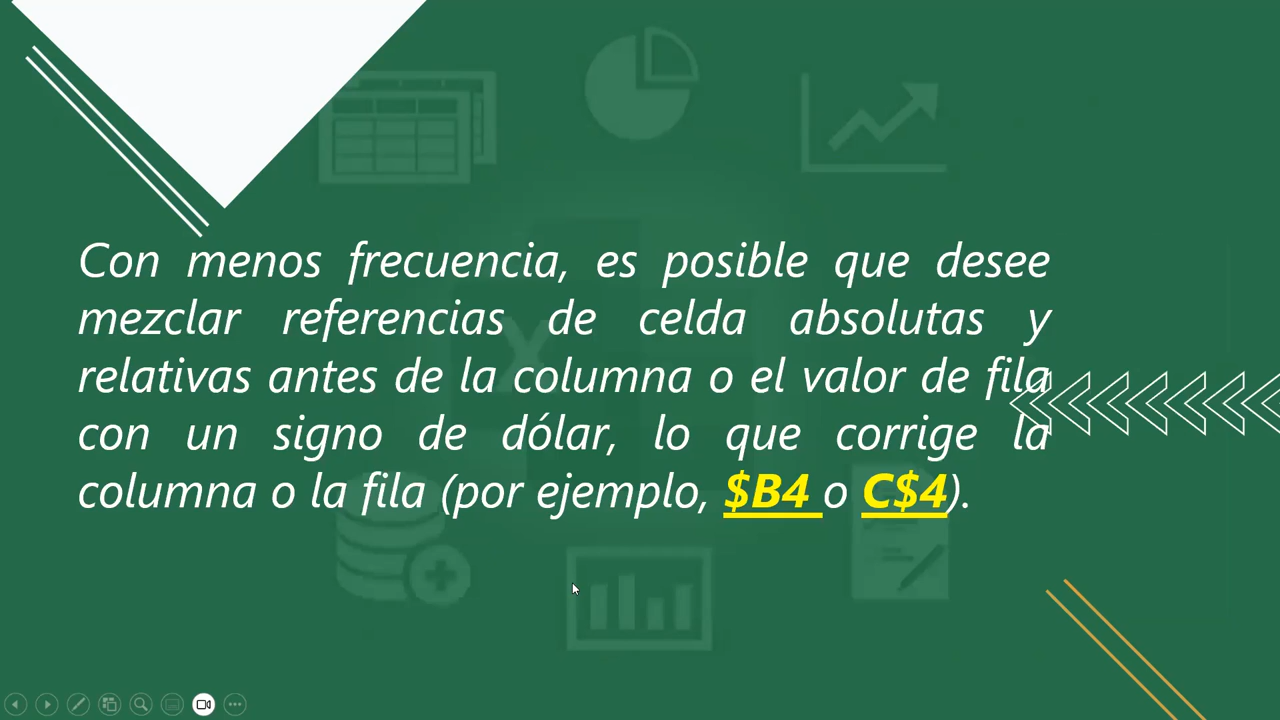 Con menos frecuencia, es posible que desee
mezclar referencias de celda absolutas y
relativas antes de la columna o el valor de fila
con un signo de dólar, lo que corrige la
columna o la fila (por ejemplo, $B4 o C$4).